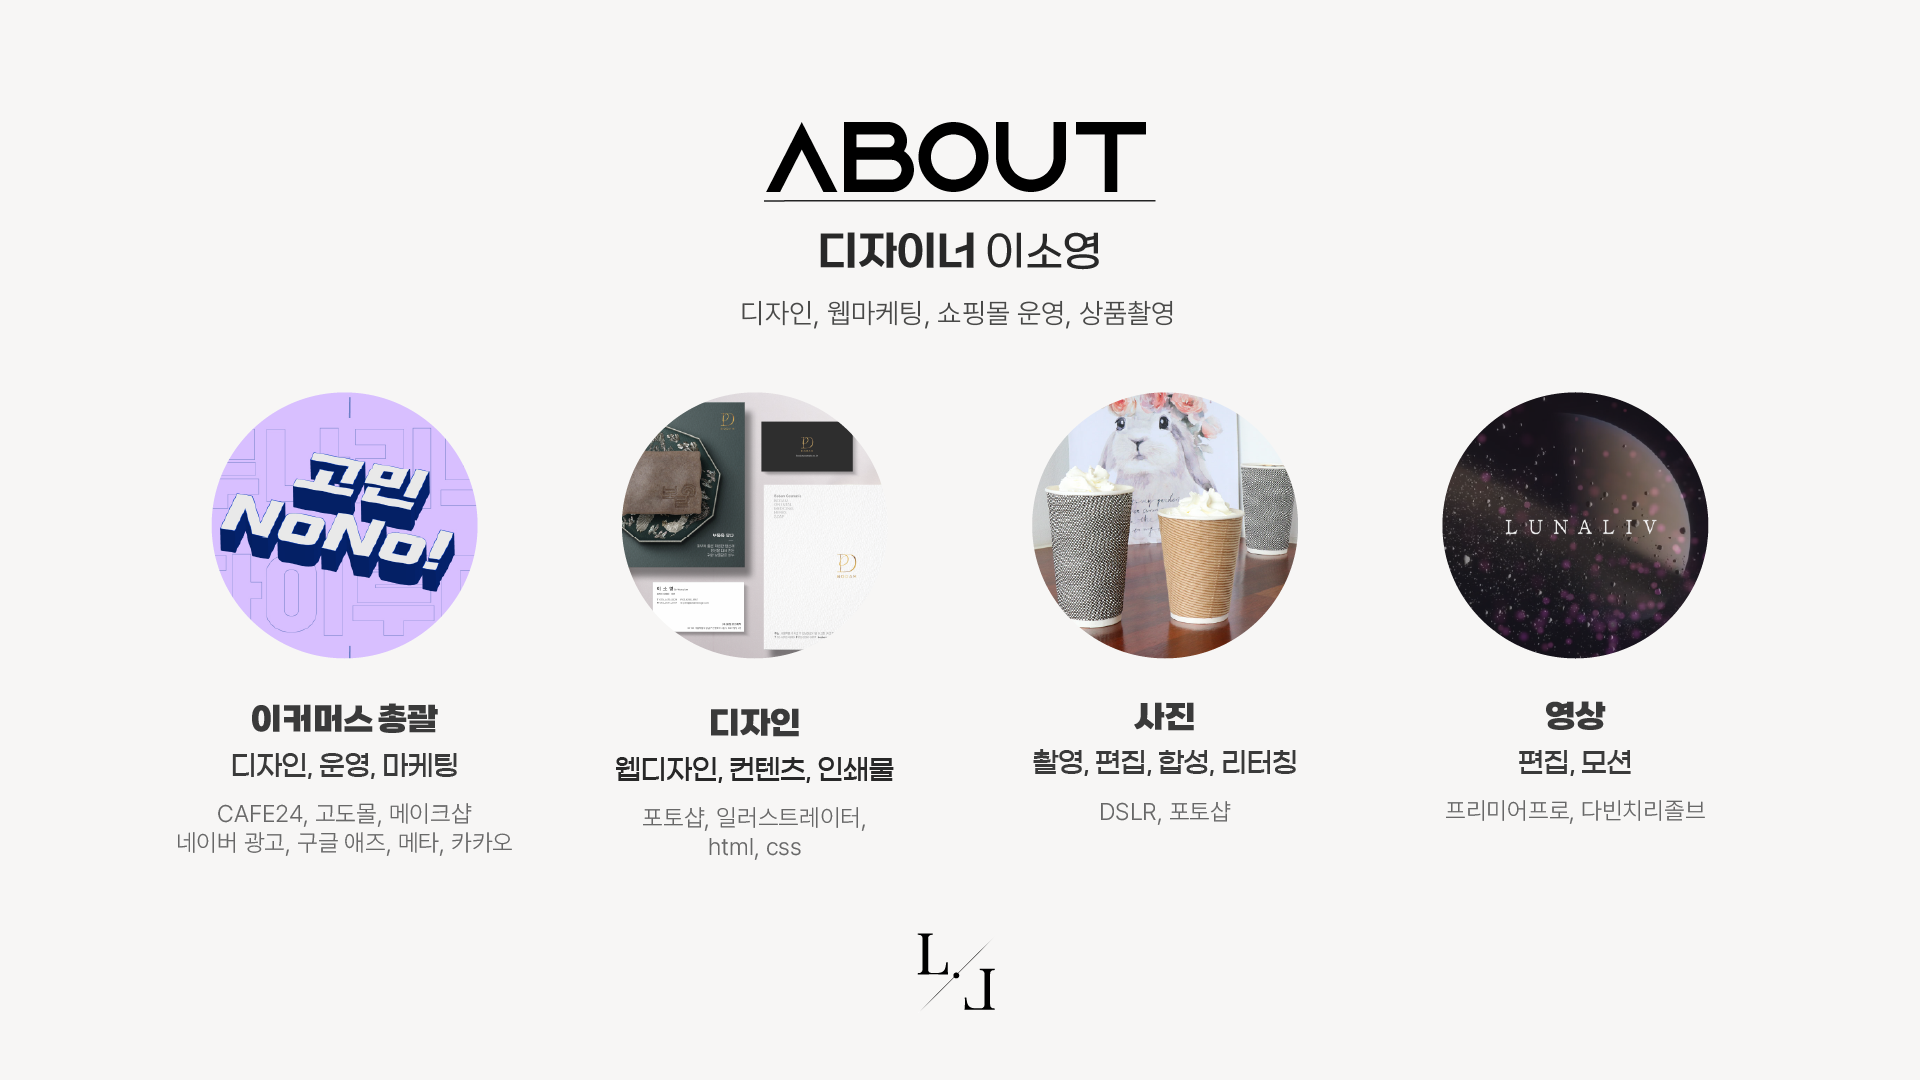 ABOUT
디자이너 이소영
디자인, 웹마케팅, 쇼핑몰 운영, 상품촬영
고민
NoNo!
PD
PD
부들
PD
LUNALIV
이커머스 총괄
디자인, 운영, 마케팅
CAFE24, 고도몰, 메이크샵
네이버 광고, 구글 애즈, 메타, 카카오
디자인
웹디자인, 컨텐츠, 인쇄물
포토샵, 일러스트레이터,
html, css
사진
촬영, 편집, 합성, 리터칭
DSLR, 포토샵
영상
편집, 모션
프리미어프로, 다빈치리졸브
L
L